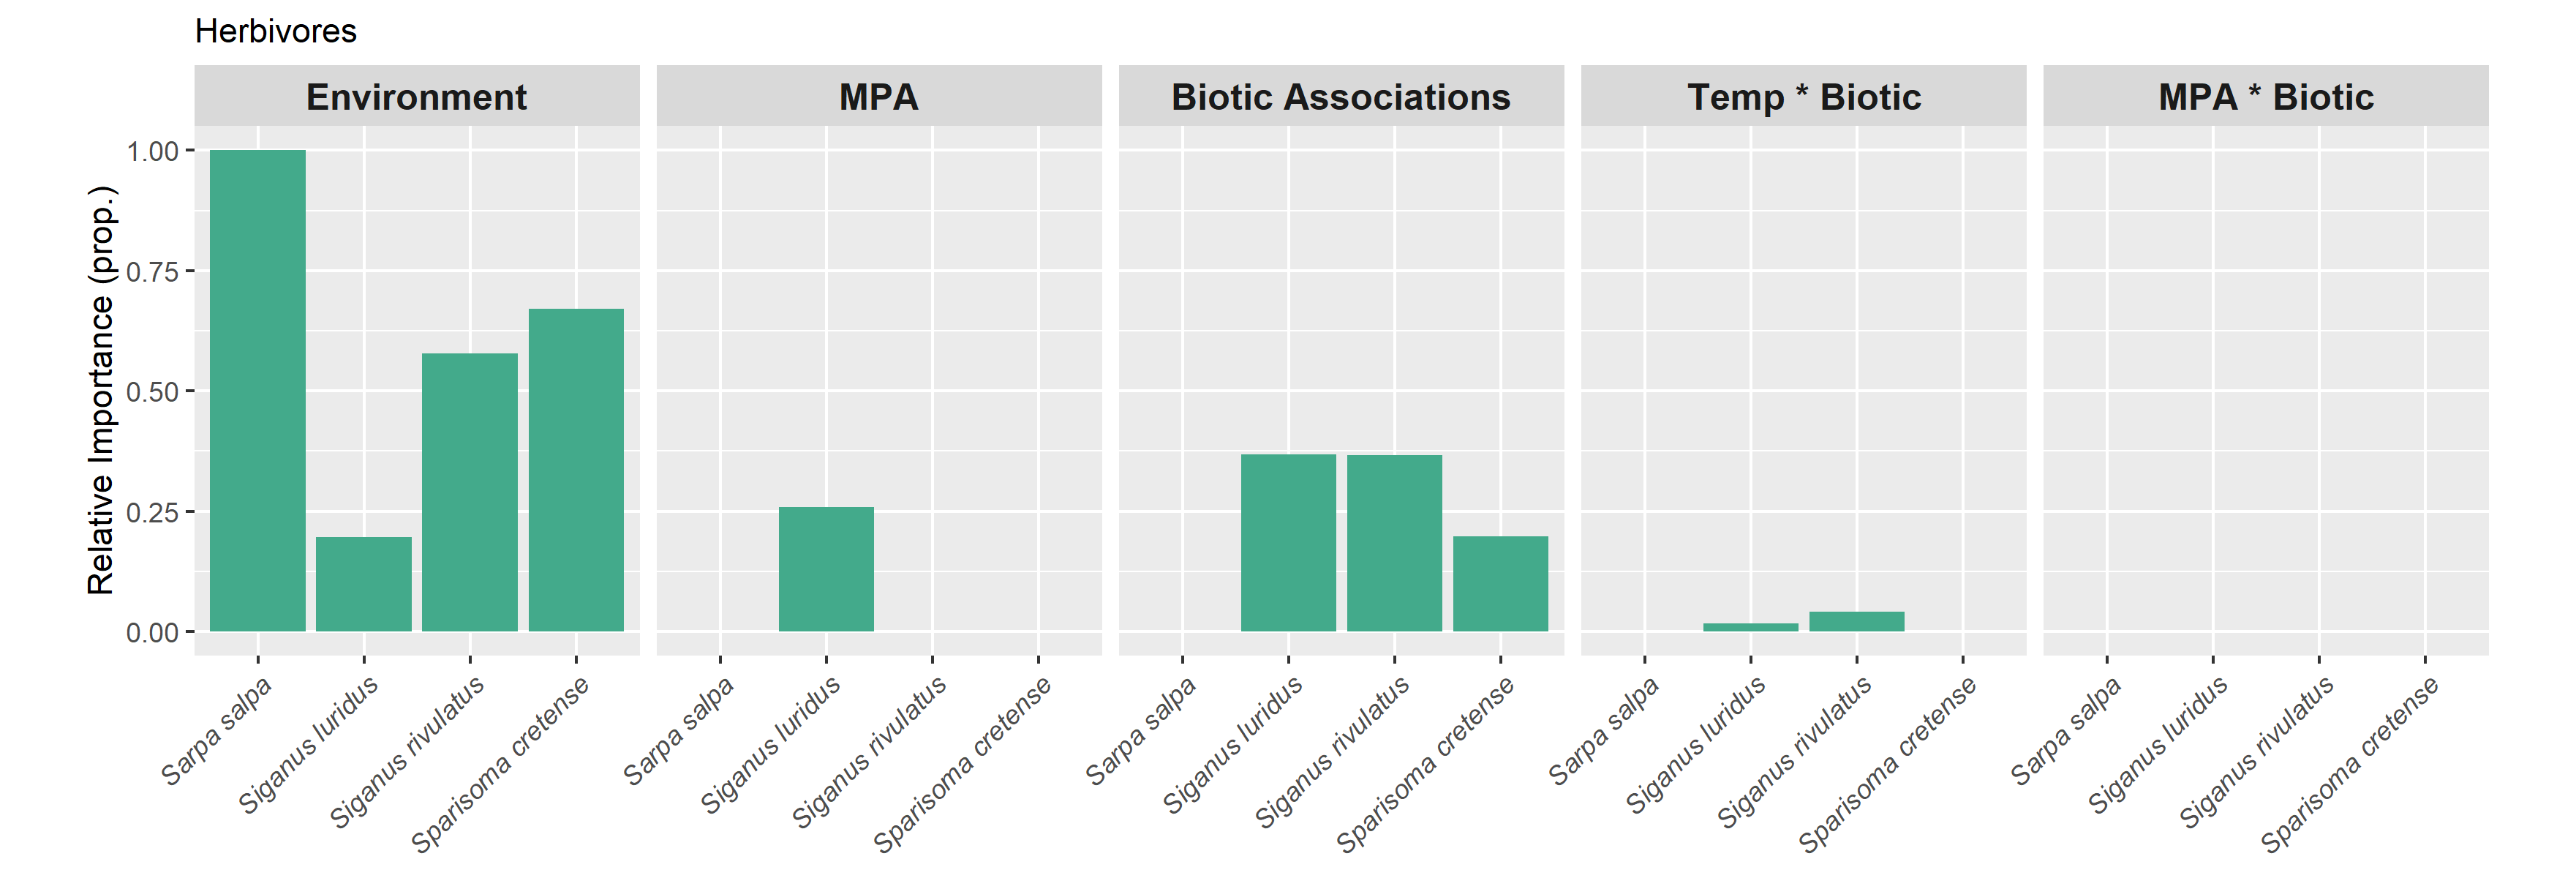 Herbivores
Environment
MPA
Biotic Associations
Temp * Biotic
MPA * Biotic
Relative Importance (prop.)
1.00
0.75
0.50
0.25
0.00
Sarpa salpa
Siganus luridus
Siganus rivulatus
Sparisoma cretense
Sarpa salpa
Siganus luridus
Siganus rivulatus
Sparisoma cretense
Sarpa salpa
Siganus luridus
Siganus rivulatus
Sparisoma cretense
Sarpa salpa
Siganus luridus
Siganus rivulatus
Sparisoma cretense
Sarpa salpa
Siganus luridus
Siganus rivulatus
Sparisoma cretense